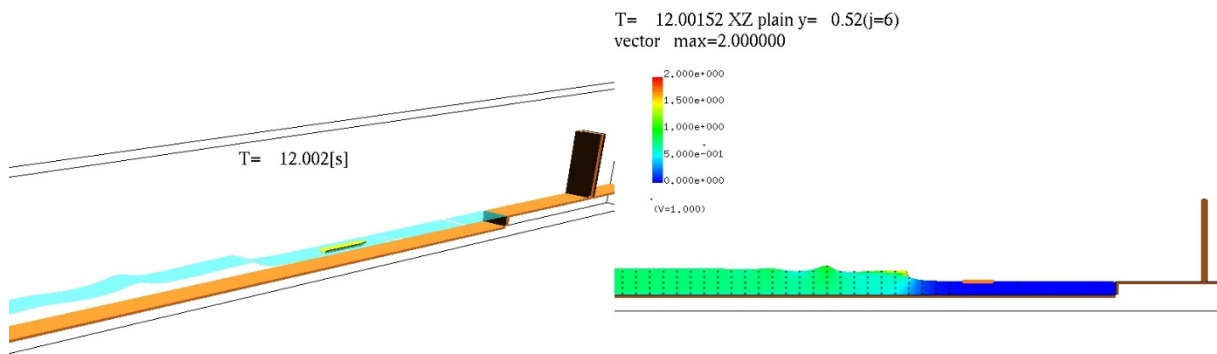 T= 12.002[s]
T= 12.00152 XZ plain y= 0.52(j=6)
vector max=2.000000
2.000e+000
1.500e+000
1.000e+000
5.000e-001
0.000e+000
(V=1.000)